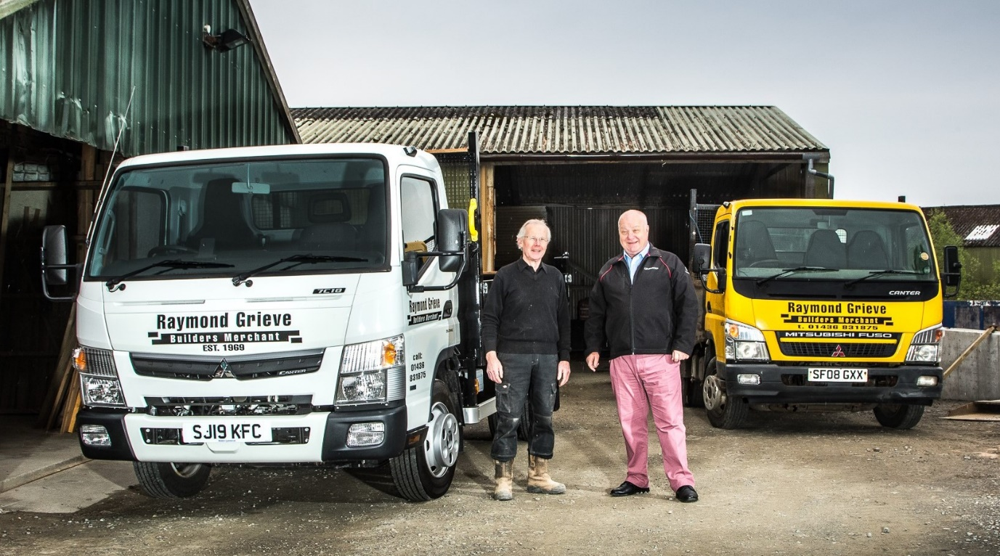 7C18
Raymond Grieve
Builders Merchant
EST. 1969
CANTER
SJ19 KFC
Raymond Grieve
Builders Merchant
call:
01436
831875
CANTER
Raymond Grieve
Builders Merchant
t. 01436 831875
MITSUBISHI FUSO
SF08 GXX